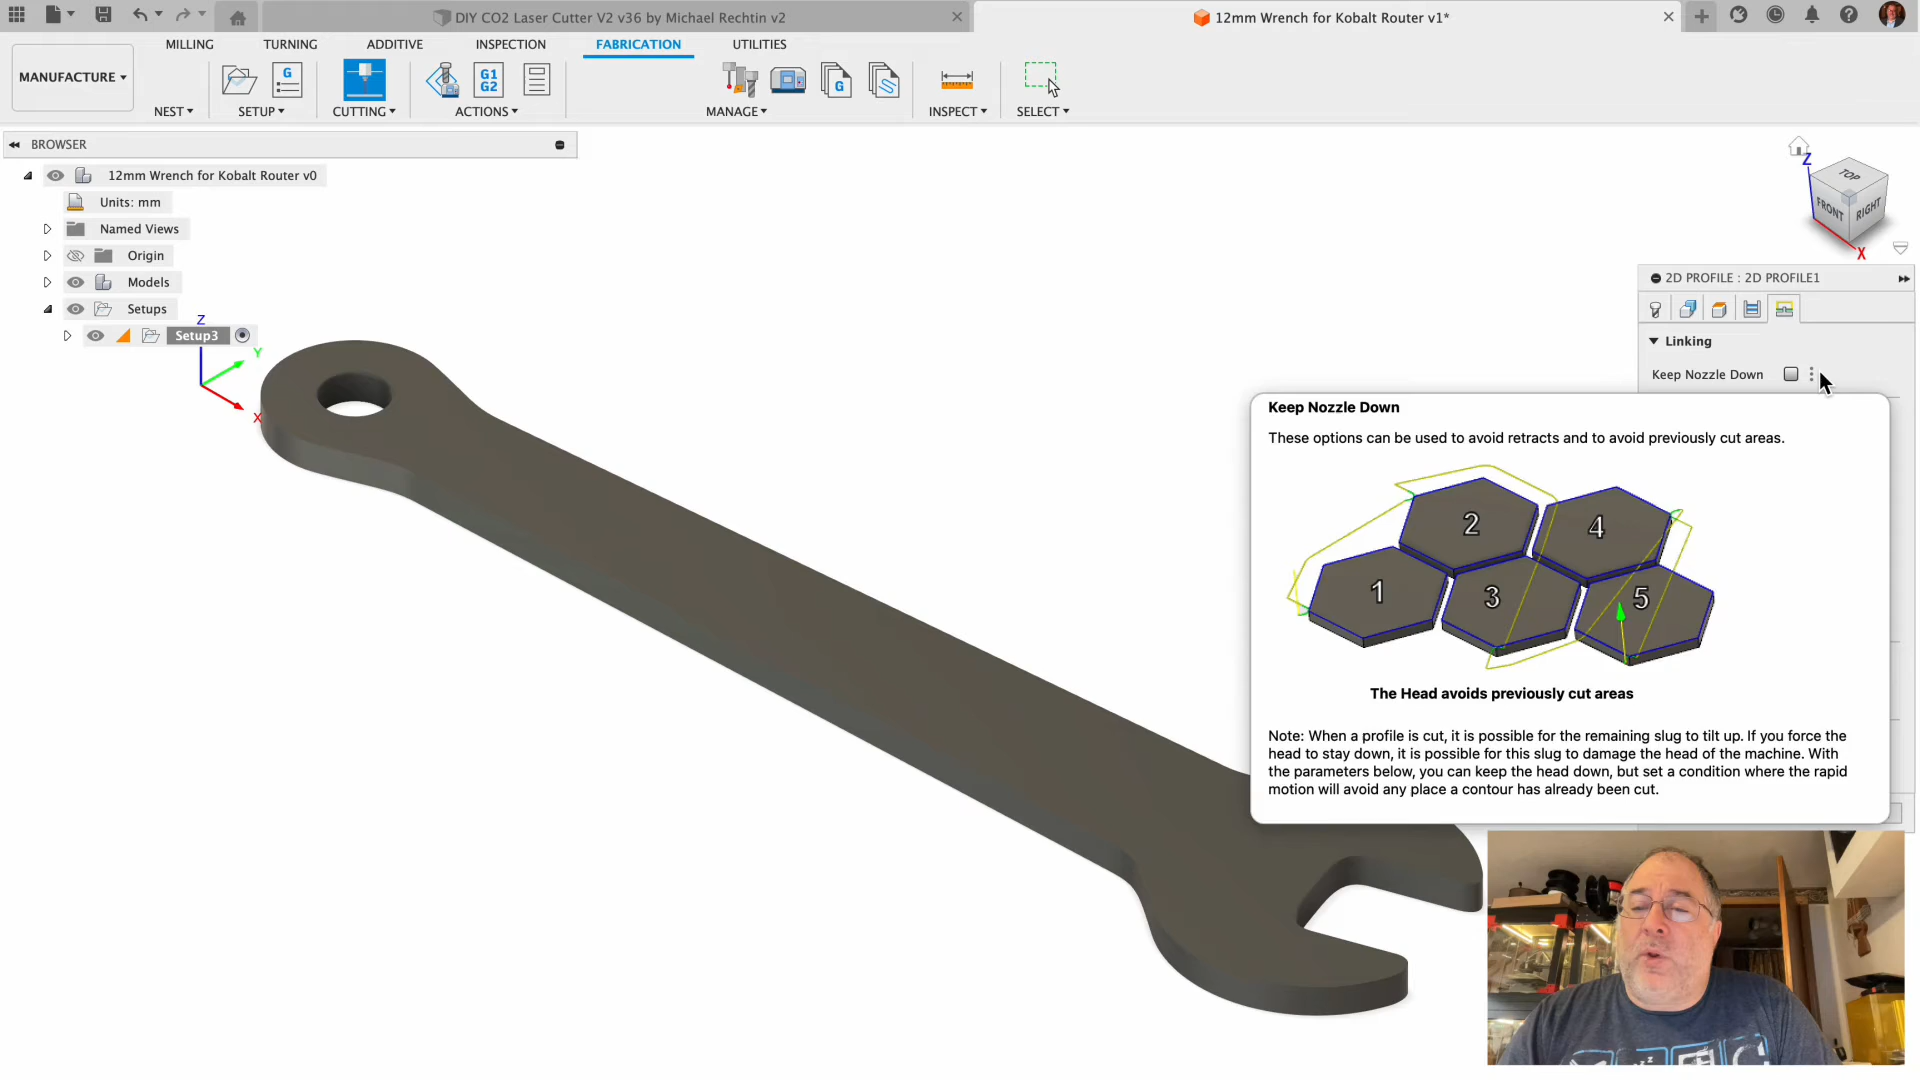 DIY CO2 Laser Cutter V2 v36 by Michael Rechtin v2
12mm Wrench for Kobalt Router v1*
MILLING
TURNING
ADDITIVE
INSPECTION
FABRICATION
UTILITIES
MANUFACTURE
G
G1
G2
G
NEST
SETUP
CUTTING
ACTIONS
MANAGE
INSPECT
SELECT
BROWSER
12mm Wrench for Kobalt Router v0
Units: mm
Named Views
Origin
Models
Setups
Setup3
Z
Y
X
Z
TOP
FRONT
RIGHT
X
2D PROFILE : 2D PROFILE1
Linking
Keep Nozzle Down
Keep Nozzle Down
These options can be used to avoid retracts and to avoid previously cut areas.
2
4
1
3
5
The Head avoids previously cut areas
Note: When a profile is cut, it is possible for the remaining slug to tilt up. If you force the
head to stay down, it is possible for this slug to damage the head of the machine. With
the parameters below, you can keep the head down, but set a condition where the rapid
motion will avoid any place a contour has already been cut.